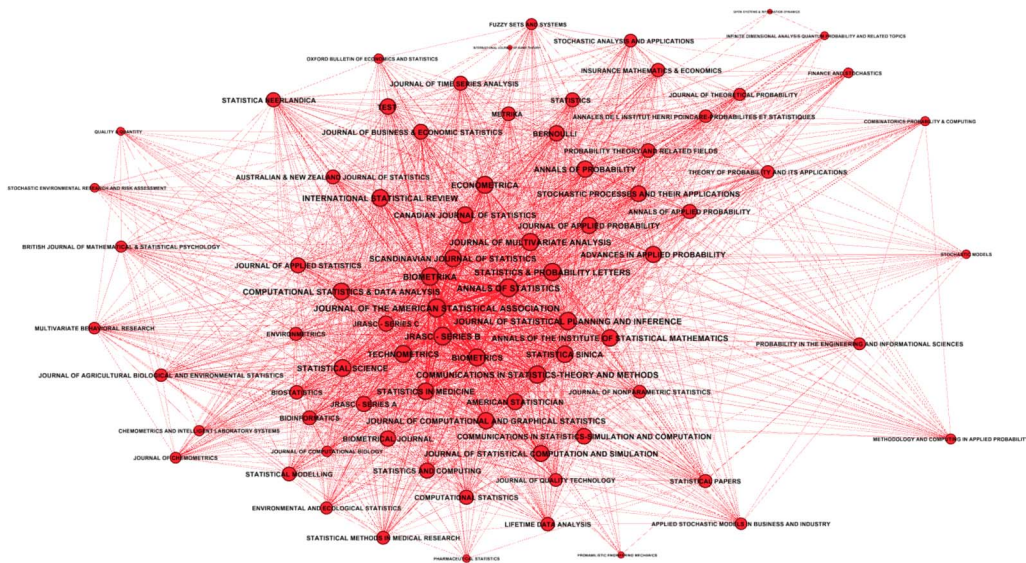 OPEN SYSTEMS & INFORMATION DYNAMICS
FUZZY SETS AND SYSTEMS
INFINITE DIMENSIONAL ANALYSIS QUANTUM PROBABILITY AND RELATED TOPICS
STOCHASTIC ANALYSIS AND APPLICATIONS
INTERNATIONAL JOURNAL OF GAME THEORY
OXFORD BULLETIN OF ECONOMICS AND STATISTICS
INSURANCE MATHEMATICS & ECONOMICS
FINANCE AND STOCHASTICS
JOURNAL OF TIME SERIES ANALYSIS
JOURNAL OF THEORETICAL PROBABILITY
STATISTICA NEERLANDICA
STATISTICS
TEST
METRIKA
ANNALES DE L INSTITUT HENRI POINCARE-PROBABILITES ET STATISTIQUES
COMBINATORICS PROBABILITY & COMPUTING
QUALITY & QUANTITY
JOURNAL OF BUSINESS & ECONOMIC STATISTICS
BERNOULLI
PROBABILITY THEORY AND RELATED FIELDS
ANNALS OF PROBABILITY
THEORY OF PROBABILITY AND ITS APPLICATIONS
AUSTRALIAN & NEW ZEALAND JOURNAL OF STATISTICS
ECONOMETRICA
STOCHASTIC ENVIRONMENTAL RESEARCH AND RISK ASSESSMENT
STOCHASTIC PROCESSES AND THEIR APPLICATIONS
INTERNATIONAL STATISTICAL REVIEW
ANNALS OF APPLIED PROBABILITY
CANADIAN JOURNAL OF STATISTICS
JOURNAL OF APPLIED PROBABILITY
JOURNAL OF MULTIVARIATE ANALYSIS
BRITISH JOURNAL OF MATHEMATICAL & STATISTICAL PSYCHOLOGY
ADVANCES IN APPLIED PROBABILITY
STOCHASTIC MODELS
SCANDINAVIAN JOURNAL OF STATISTICS
JOURNAL OF APPLIED STATISTICS
STATISTICS & PROBABILITY LETTERS
BIOMETRIKA
ANNALS OF STATISTICS
COMPUTATIONAL STATISTICS & DATA ANALYSIS
JOURNAL OF THE AMERICAN STATISTICAL ASSOCIATION
JOURNAL OF STATISTICAL PLANNING AND INFERENCE
JRASC - SERIES C
MULTIVARIATE BEHAVIORAL RESEARCH
ENVIRONMETRICS
JRASC - SERIES B
ANNALS OF THE INSTITUTE OF STATISTICAL MATHEMATICS
PROBABILITY IN THE ENGINEERING AND INFORMATIONAL SCIENCES
TECHNOMETRICS
STATISTICA SINICA
BIOMETRICS
STATISTICAL SCIENCE
JOURNAL OF AGRICULTURAL BIOLOGICAL AND ENVIRONMENTAL STATISTICS
COMMUNICATIONS IN STATISTICS-THEORY AND METHODS
BIOSTATISTICS
STATISTICS IN MEDICINE
JOURNAL OF NONPARAMETRIC STATISTICS
AMERICAN STATISTICIAN
JRASC - SERIES A
BIOINFORMATICS
JOURNAL OF COMPUTATIONAL AND GRAPHICAL STATISTICS
CHEMOMETRICS AND INTELLIGENT LABORATORY SYSTEMS
COMMUNICATIONS IN STATISTICS-SIMULATION AND COMPUTATION
BIOMETRICAL JOURNAL
METHODOLOGY AND COMPUTING IN APPLIED PROBABILIT
JOURNAL OF COMPUTATIONAL BIOLOGY
JOURNAL OF STATISTICAL COMPUTATION AND SIMULATION
JOURNAL OF CHEMOMETRICS
STATISTICS AND COMPUTING
STATISTICAL MODELLING
JOURNAL OF QUALITY TECHNOLOGY
STATISTICAL PAPERS
COMPUTATIONAL STATISTICS
ENVIRONMENTAL AND ECOLOGICAL STATISTICS
LIFETIME DATA ANALYSIS
APPLIED STOCHASTIC MODELS IN BUSINESS AND INDUSTRY
STATISTICAL METHODS IN MEDICAL RESEARCH
PROBABILISTIC ENGINEERING MECHANICS
PHARMACEUTICAL STATISTICS